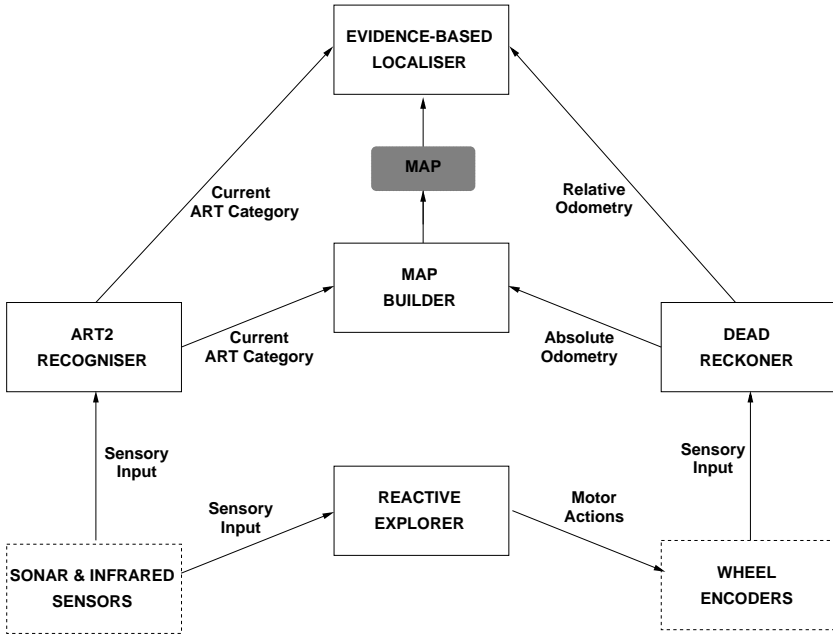 EVIDENCE-BASED
LOCALISER
MAP
Current
ART Category
Relative
Odometry
MAP
BUILDER
ART2
RECOGNISER
Current
ART Category
Absolute
Odometry
DEAD
RECKONER
Sensory
Input
Sensory
Input
REACTIVE
EXPLORER
Motor
Actions
Sensory
Input
SONAR & INFRARED
SENSORS
WHEEL
ENCODERS